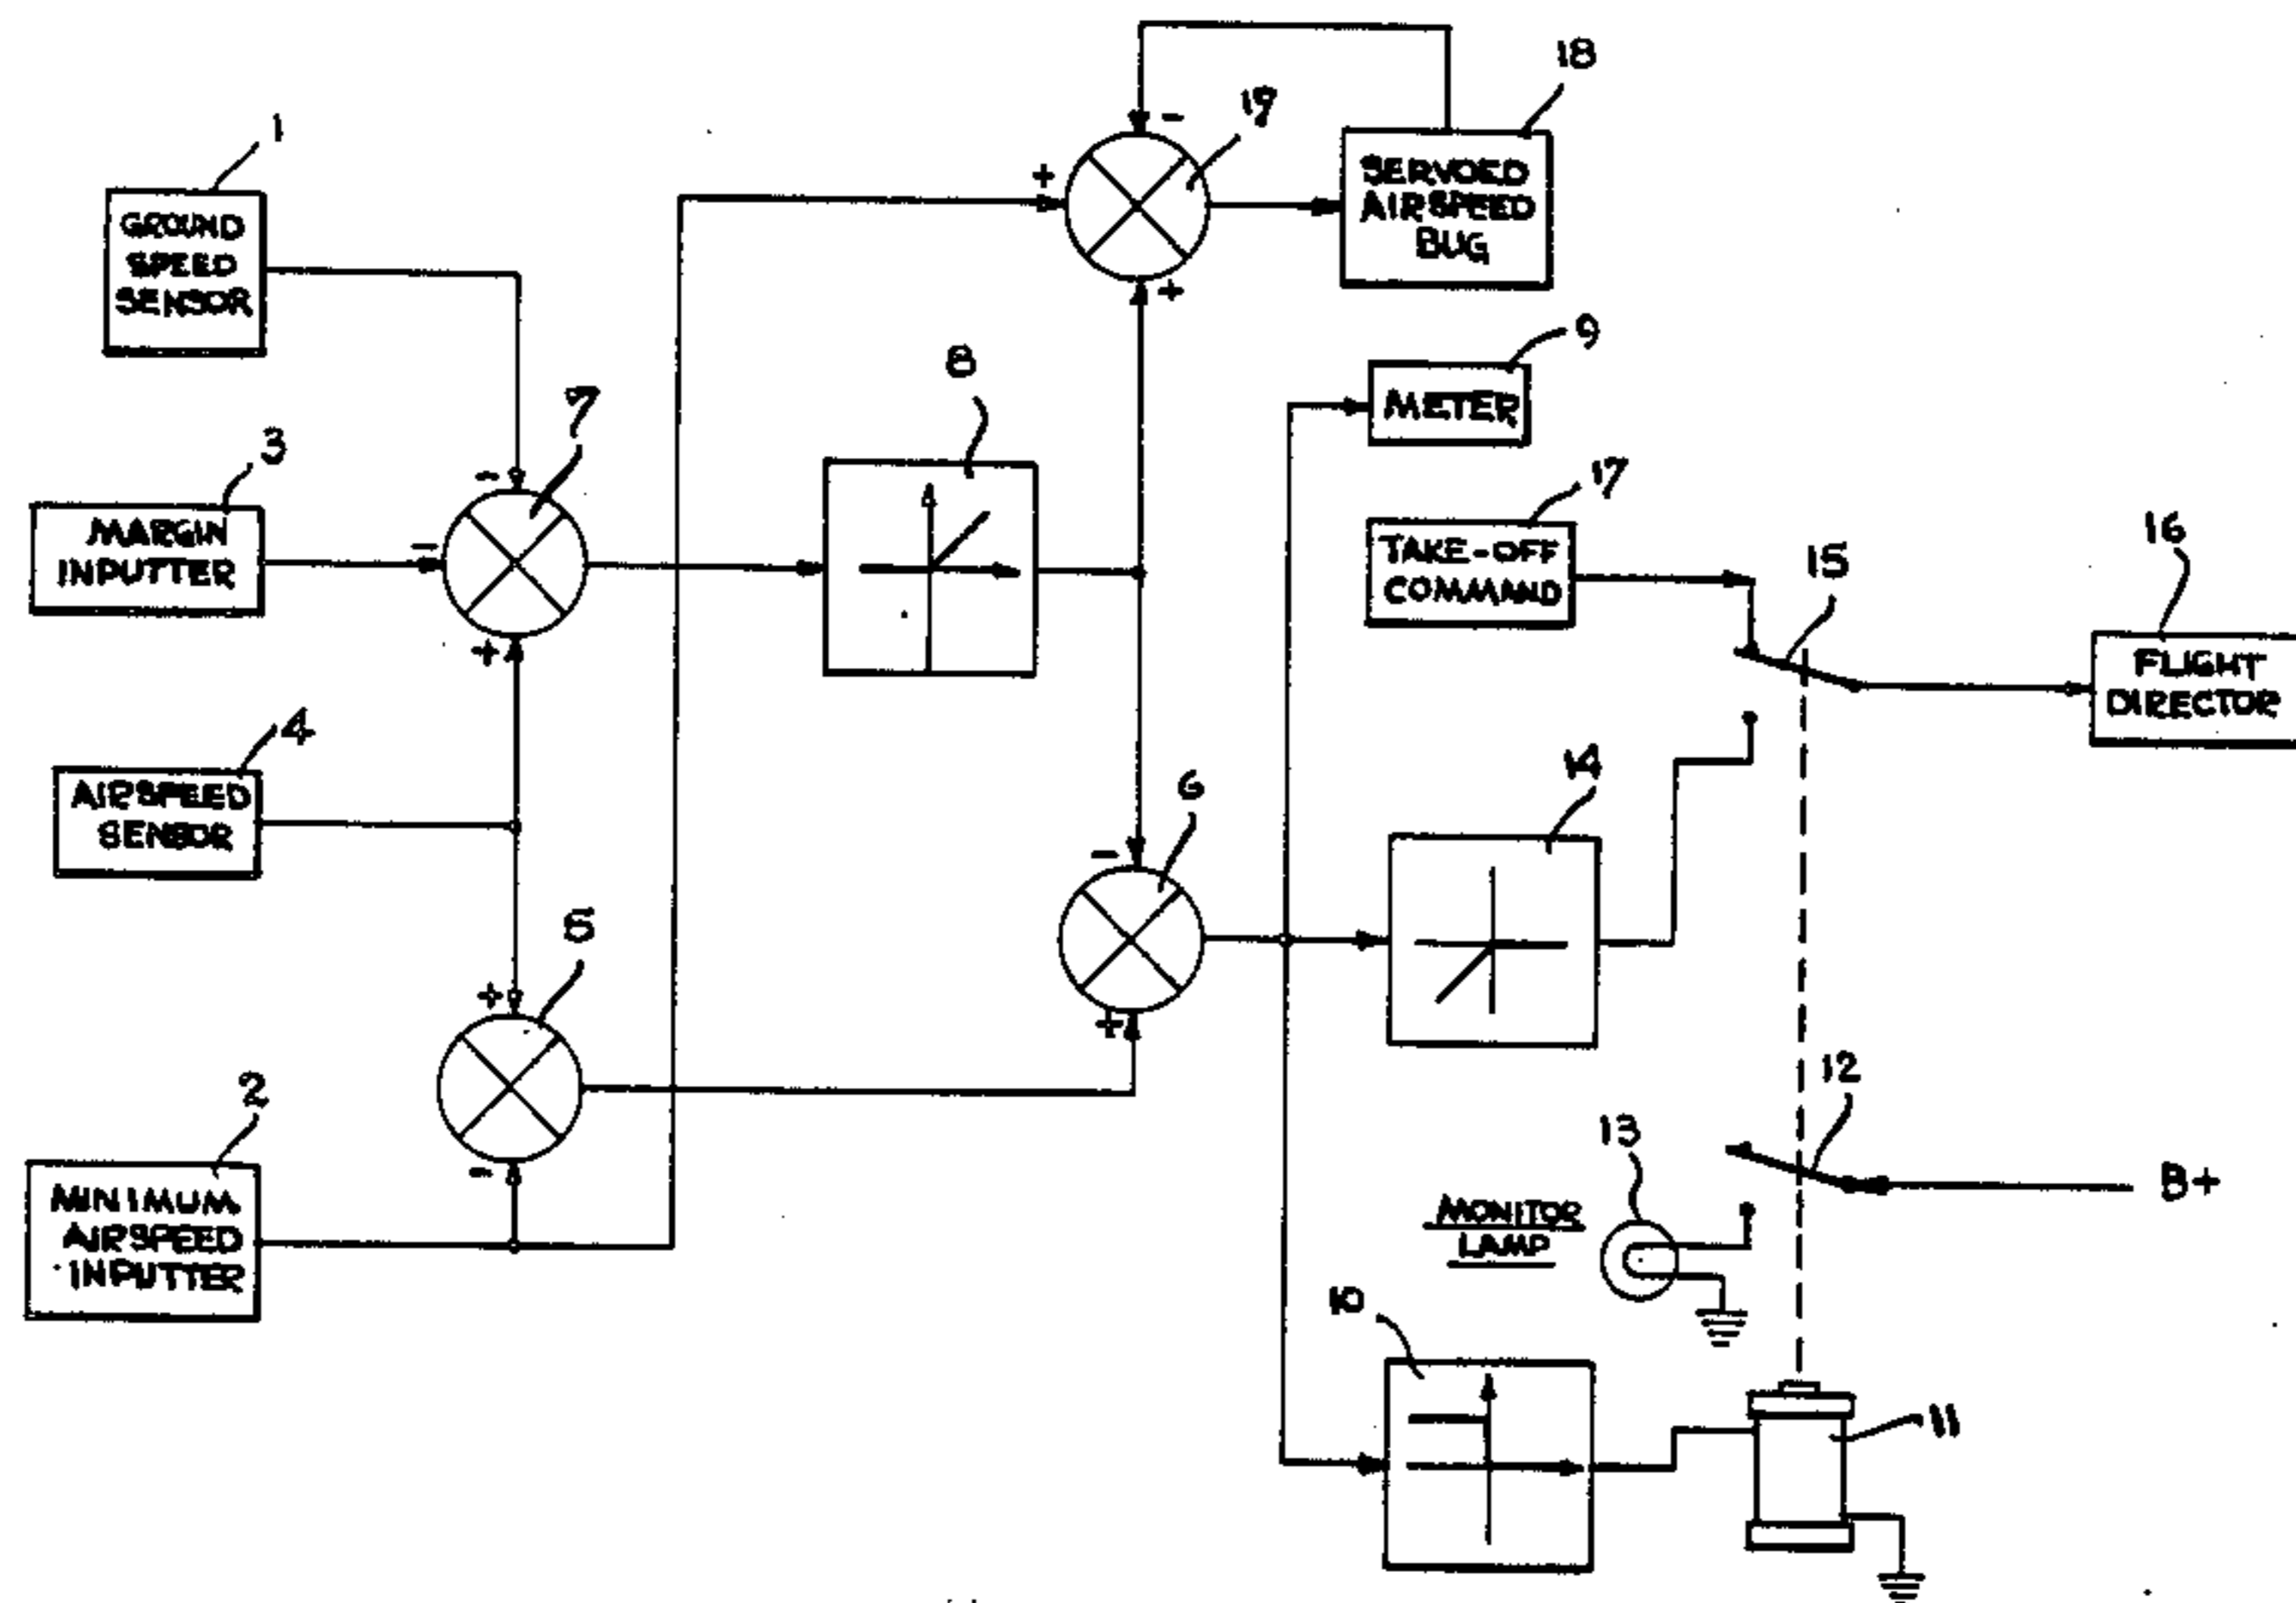 1
GROUND
SPEED
SENSOR
3
MARGIN
INPUTTER
4
AIRSPEED
SENSOR
2
MINIMUM
AIRSPEED
INPUTTER
7
-
-
+
5
+
-
8
19
-
+
+
18
SERVOED
AIRSPEED
BUG
9
METER
17
TAKE-OFF
COMMAND
15
16
FLIGHT
DIRECTOR
6
-
+
14
12
B+
13
MONITOR
LAMP
10
11